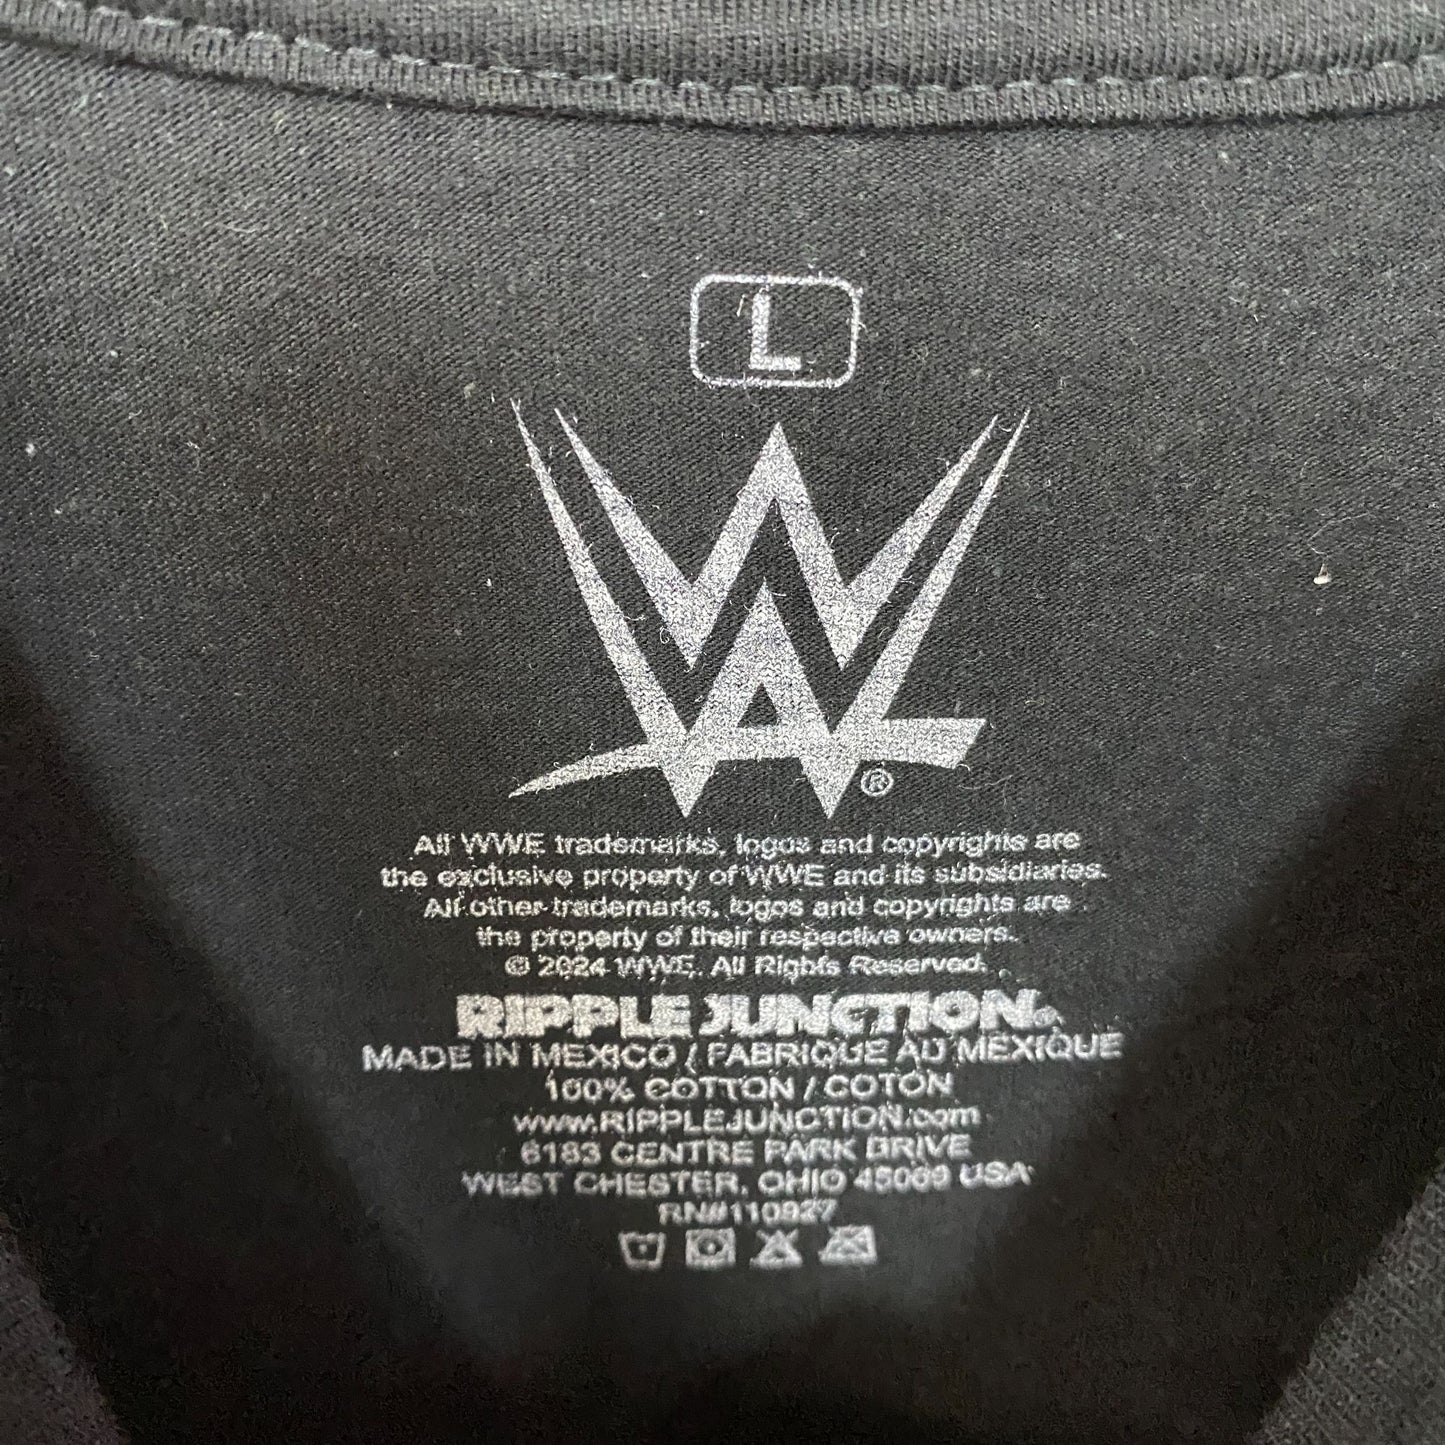 L
W
®
All WWE trademarks, logos and copyrights are
the exclusive property of WWE and its subsidiaries.
All other trademarks, logos and copyrights are
the property of their respective owners.
© 2024 WWE. All Rights Reserved.
RIPPLE JUNCTION
MADE IN MEXICO / FABRIQUE AU MEXIQUE
100% COTTON / COTON
www.RIPPLEJUNCTION.com
6183 CENTRE PARK DRIVE
WEST CHESTER, OHIO 45069 USA
RN#110927